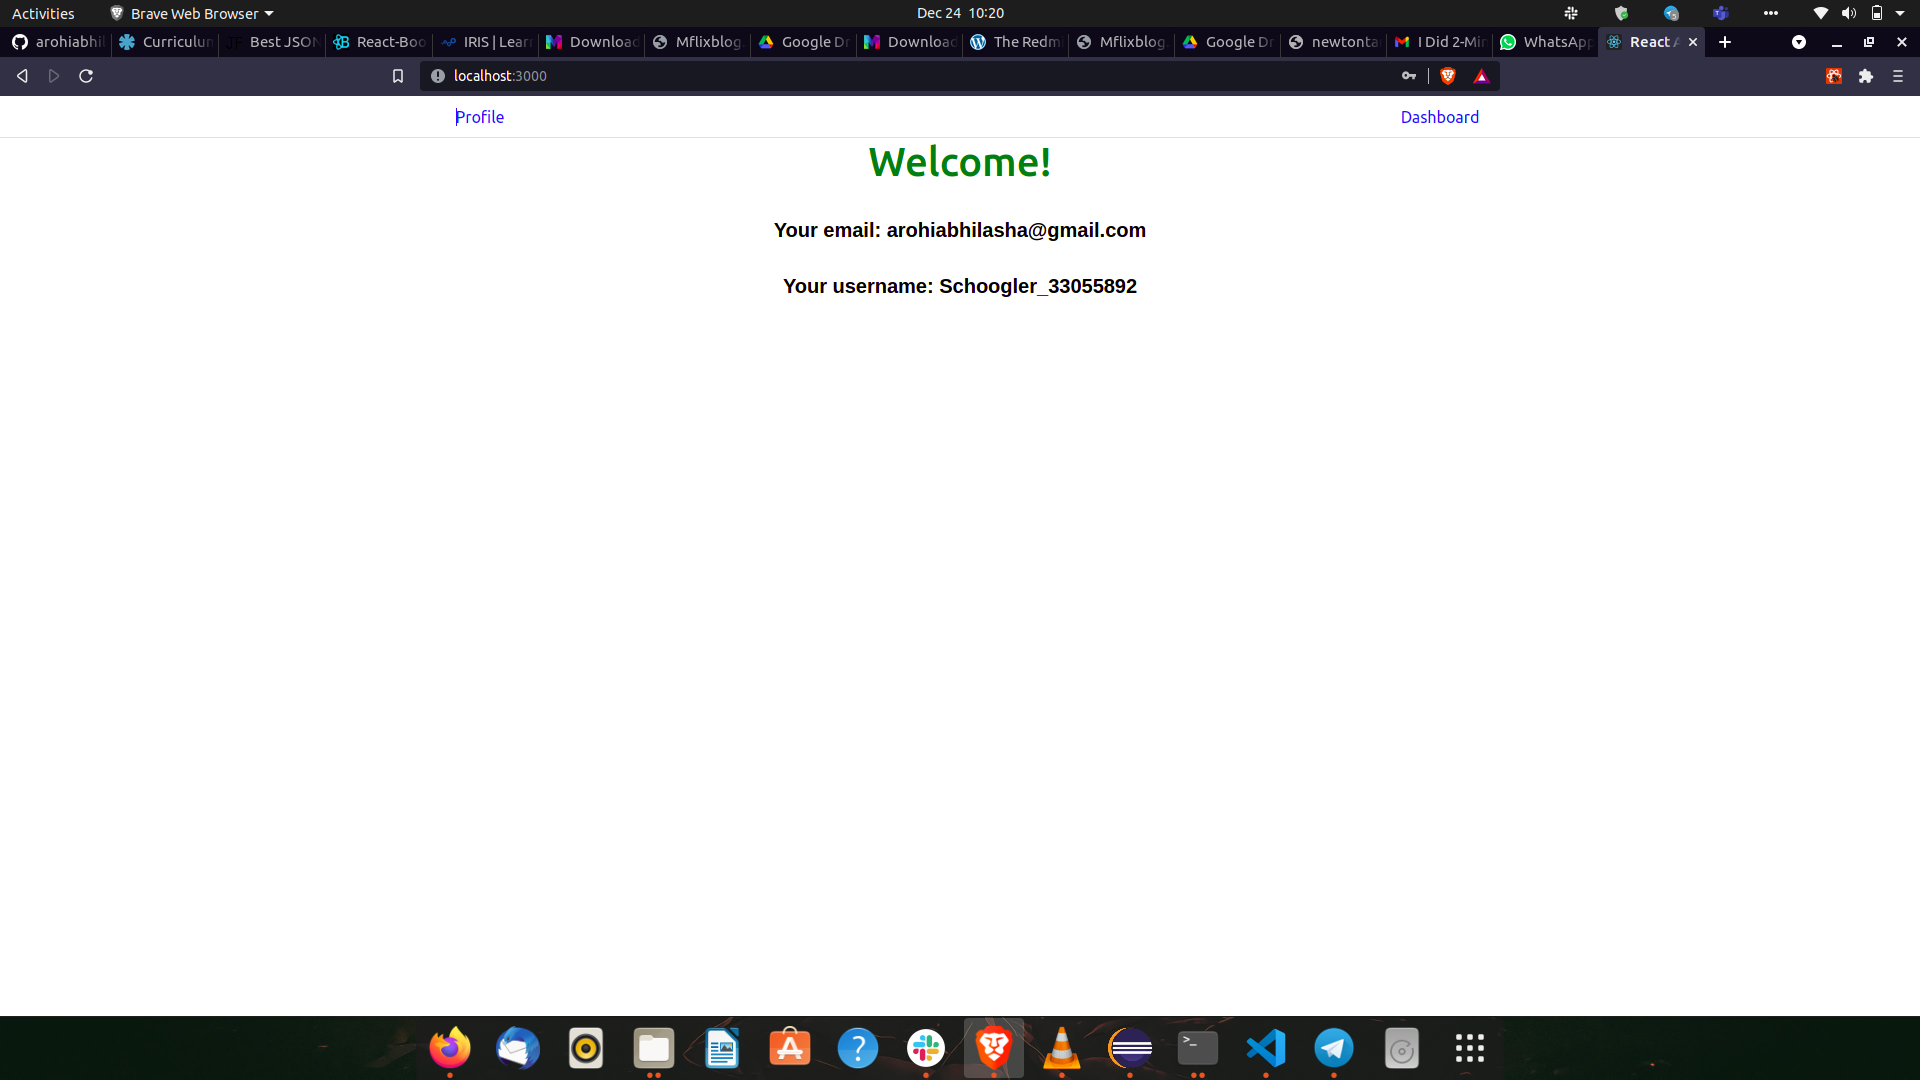 Activities Brave Web Browser Dec 24 10:20
arohiabhil Curriculum Best JSON React-Boo IRIS | Learn Download Mflixblog. Google Dr Download The Redmi Mflixblog. Google Dr newtonta I Did 2-Min WhatsApp React A
localhost:3000
Profile Dashboard
Welcome!
Your email: arohiabhilasha@gmail.com
Your username: Schoogler_33055892